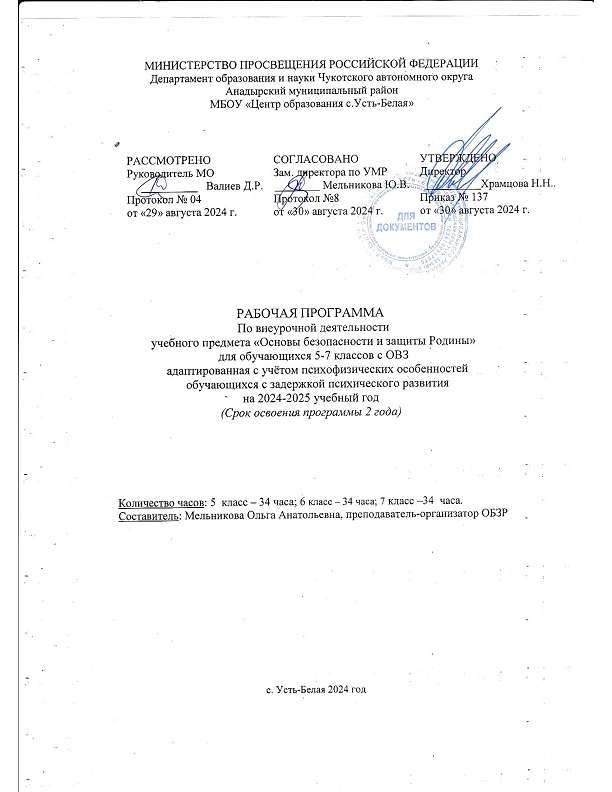 МИНИСТЕРСТВО ПРОСВЕЩЕНИЯ РОССИЙСКОЙ ФЕДЕРАЦИИ
Департамент образования и науки Чукотского автономного округа
Анадырский муниципальный район
МБОУ «Центр образования с.Усть-Белая»
РАССМОТРЕНО
Руководитель МО
Валиев Д.Р.
Протокол № 04
от «29» августа 2024 г.
СОГЛАСОВАНО
Зам. директора по УМР
Мельникова Ю.В.
Протокол №8
от «30» августа 2024 г.
УТВЕРЖДЕНО
Директор
Храмцова Н.Н..
Приказ № 137
от «30» августа 2024 г.
ДЛЯ
ДОКУМЕНТОВ
РАБОЧАЯ ПРОГРАММА
По внеурочной деятельности
учебного предмета «Основы безопасности и защиты Родины»
для обучающихся 5-7 классов с ОВЗ
адаптированная с учётом психофизических особенностей
обучающихся с задержкой психического развития
на 2024-2025 учебный год
(Срок освоения программы 2 года)
Количество часов: 5 класс – 34 часа; 6 класс – 34 часа; 7 класс –34 часа.
Составитель: Мельникова Ольга Анатольевна, преподаватель-организатор ОБЗР
с. Усть-Белая 2024 год